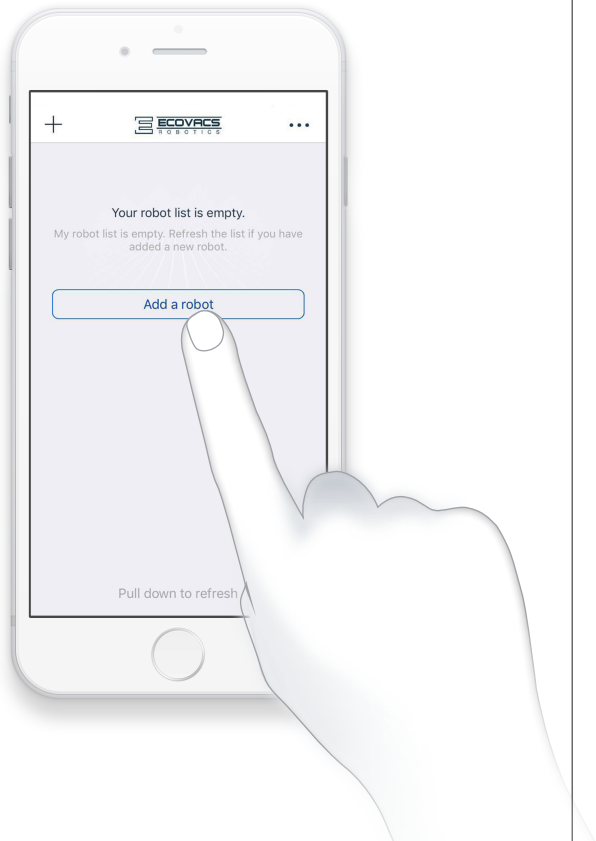 ECOVACS
ROBOTICS
Your robot list is empty.
My robot list is empty. Refresh the list if you have
added a new robot.
Add a robot
Pull down to refresh